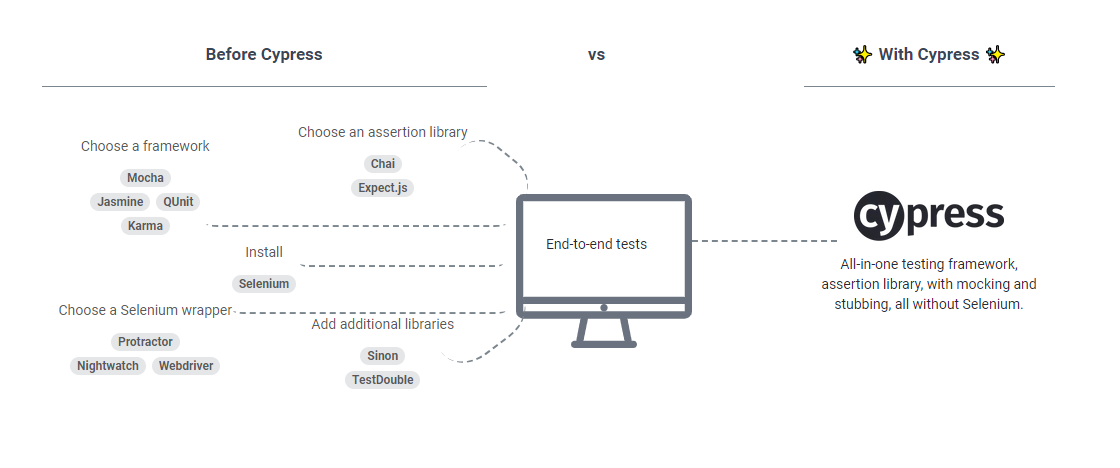 Before Cypress
vs
With Cypress
Choose a framework
Mocha
Jasmine QUnit
Karma
Choose an assertion library
Chai
Expect.js
Install
Selenium
Choose a Selenium wrapper
Protractor
Nightwatch Webdriver
Add additional libraries
Sinon
TestDouble
End-to-end tests
cypress
All-in-one testing framework,
assertion library, with mocking and
stubbing, all without Selenium.